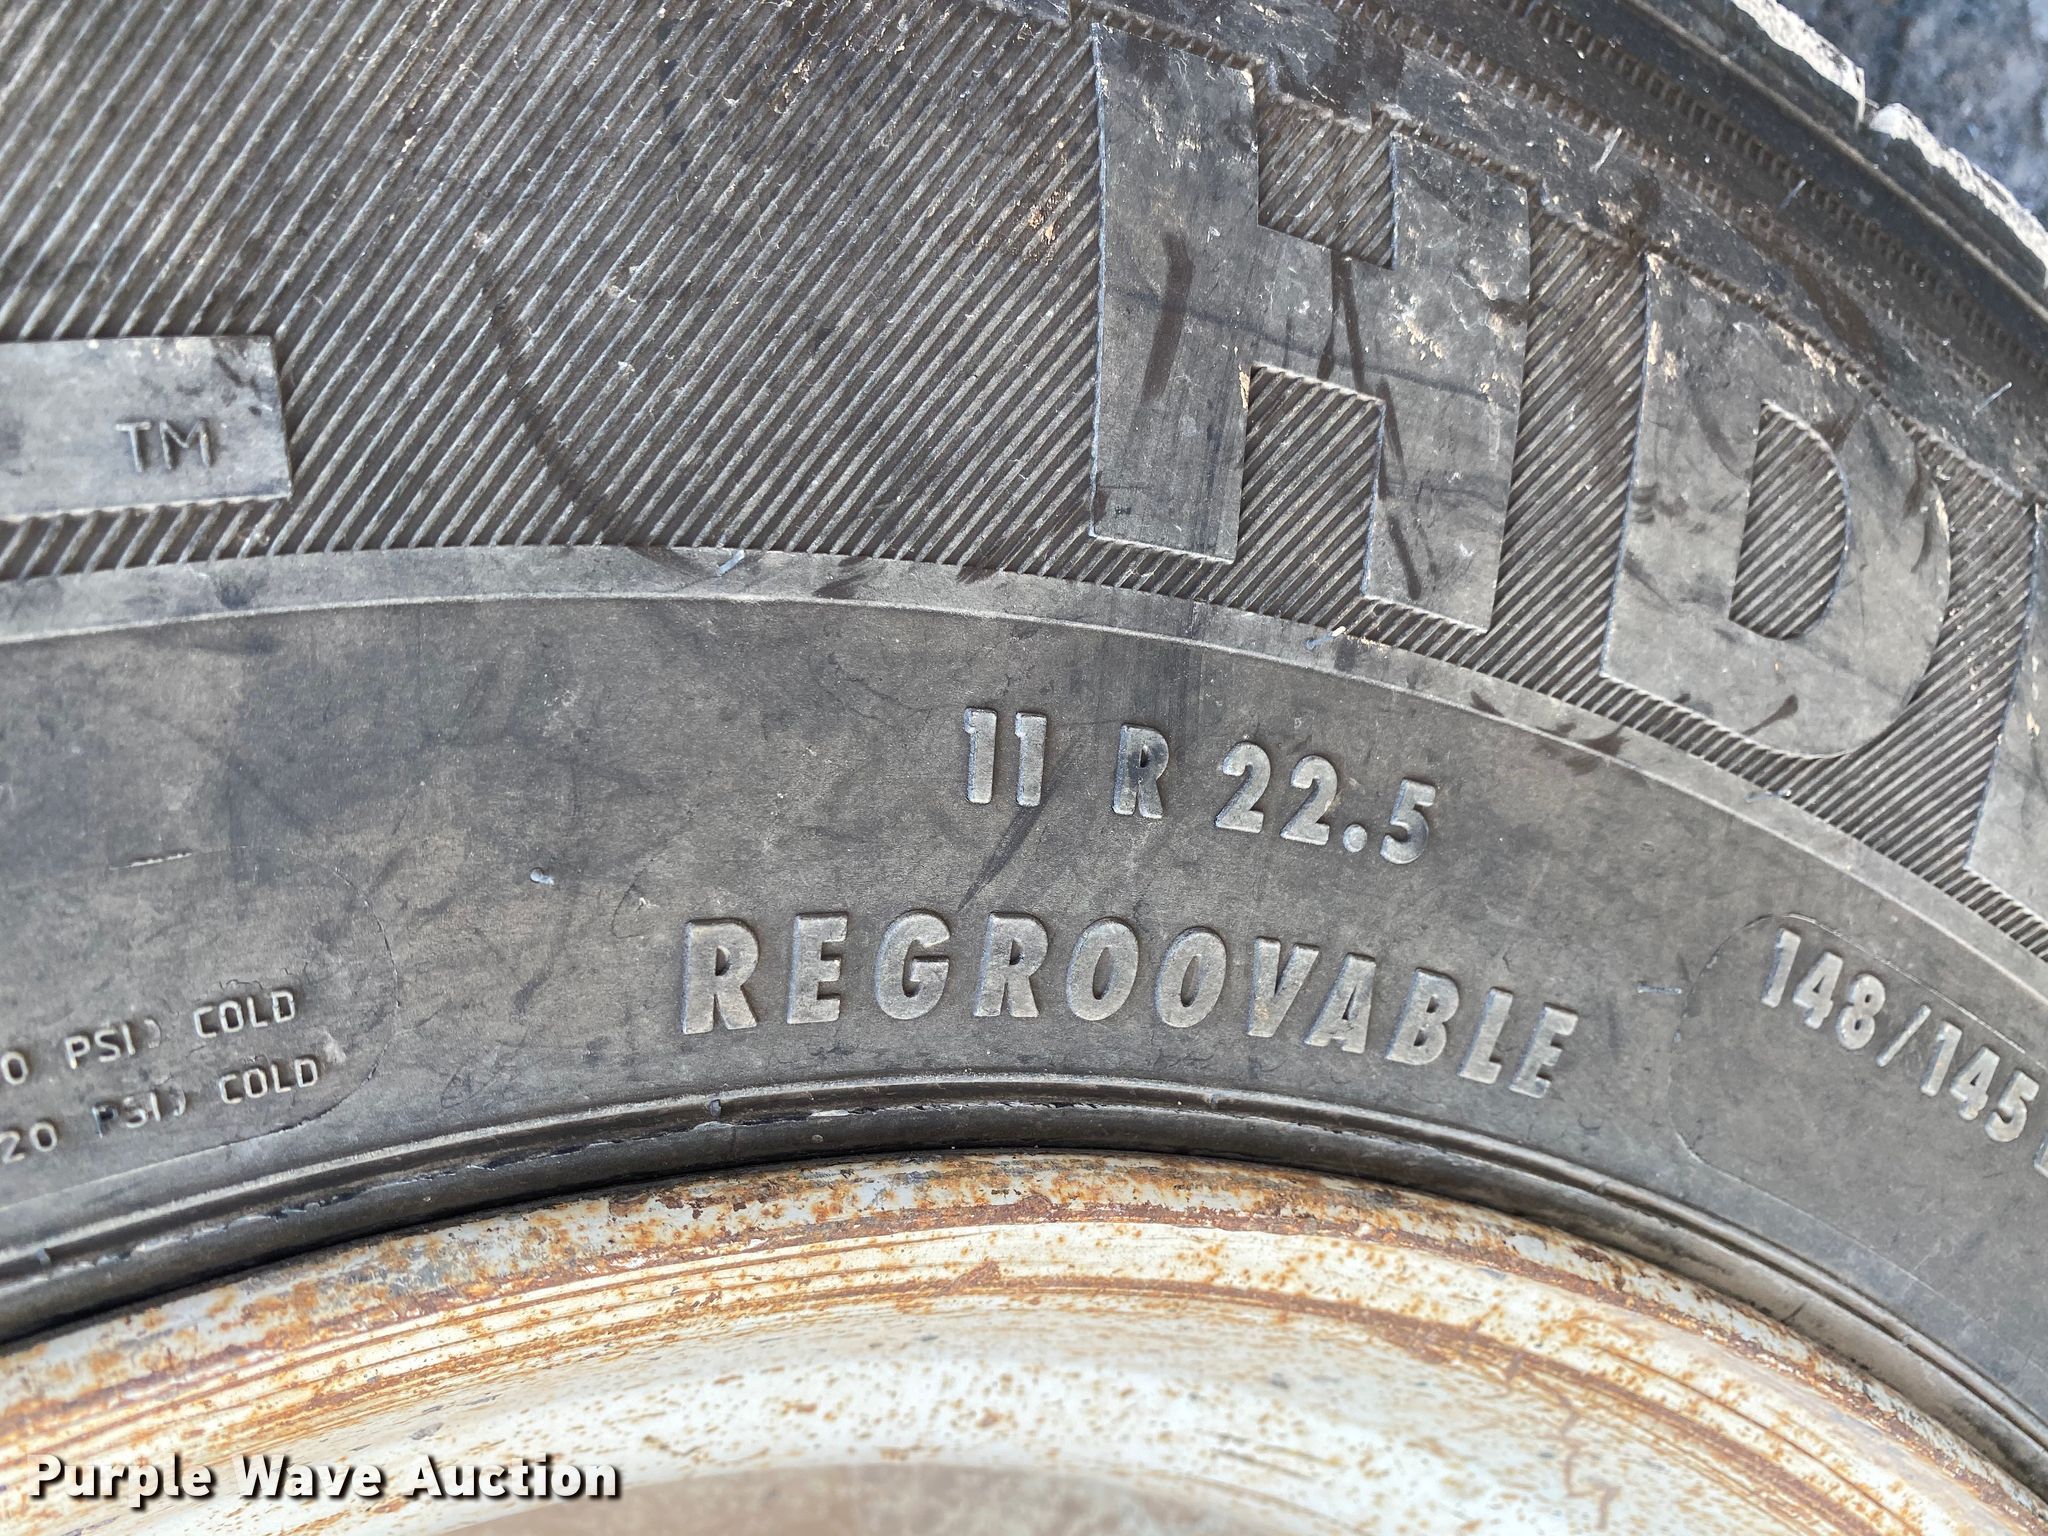 TM
HD
11 R 22.5
REGROOVABLE
148/145
0 PSI) COLD
20 PSI) COLD
Purple Wave Auction